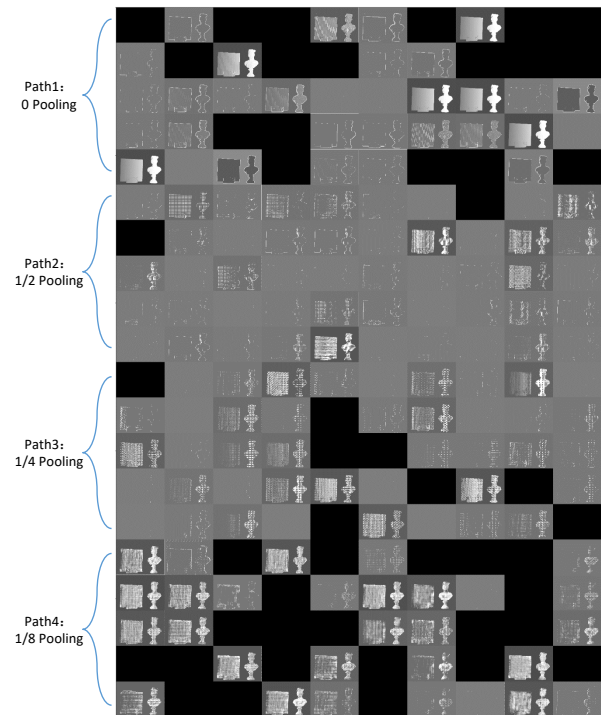 Path1:
0 Pooling
Path2:
1/2 Pooling
Path3:
1/4 Pooling
Path4:
1/8 Pooling